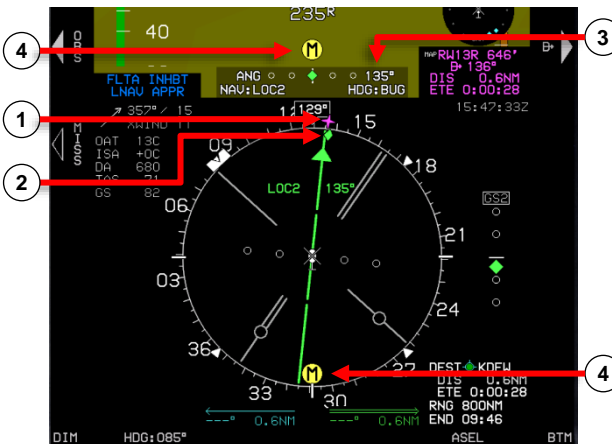 235R
40
4
M
3
OBS
MAP RW13R 646'
D→ 136°
D→
FLTA INHBT
ANG 135°
DIS 0.6NM
LNAV APPR
NAV:LOC2 HDG:BUG
ETE 0:00:28
1
357°/ 15
12 129° 15
15:47:33Z
XWIND 11
MISS
OAT 13C
09
ISA +0C
18
2
DA 680
TAS 71
LOC2 135°
GS 82
GS2
06
21
03
24
36
27
DEST KDFW
M
4
DIS 0.6NM
33
30
ETE 0:00:28
RNG 800NM
---° 0.6NM
---° 0.6NM
END 09:46
DIM HDG:085° ASEL BTM